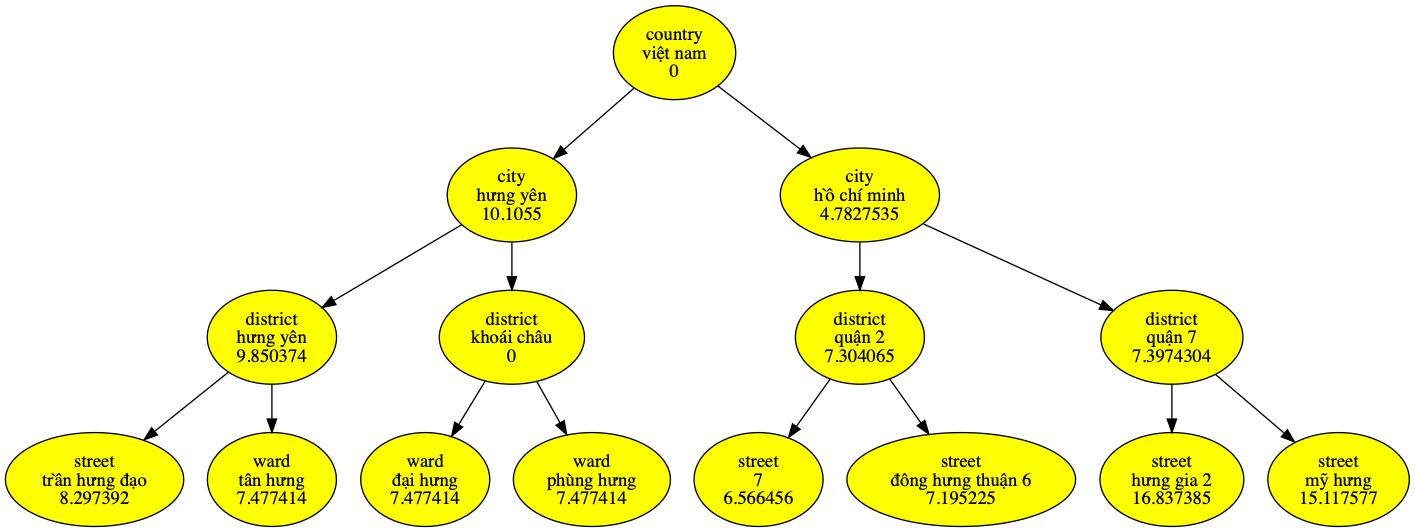 country
việt nam
0
city
hưng yên
10.1055
city
hồ chí minh
4.7827535
district
hưng yên
9.850374
district
khoái châu
0
district
quận 2
7.304065
district
quận 7
7.3974304
street
trần hưng đạo
8.297392
ward
tân hưng
7.477414
ward
đại hưng
7.477414
ward
phùng hưng
7.477414
street
7
6.566456
street
đông hưng thuận 6
7.195225
street
hưng gia 2
16.837385
street
mỹ hưng
15.117577